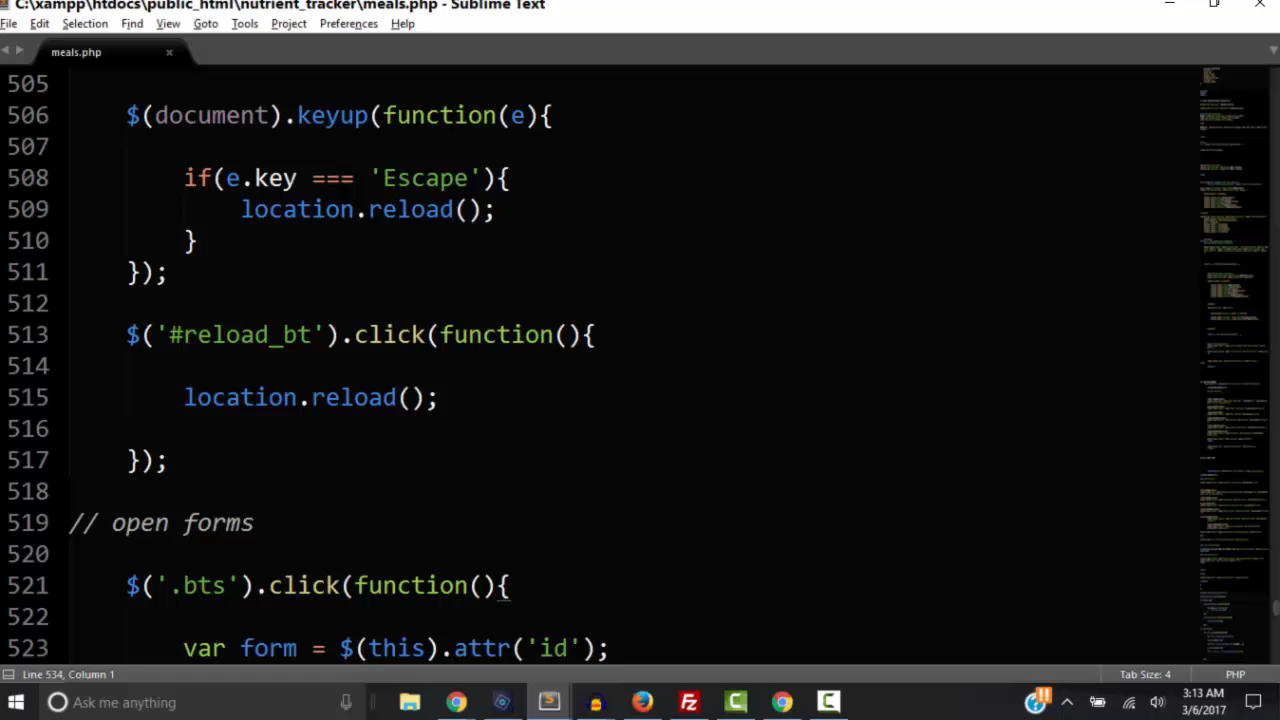 C:\xampp\htdocs\public_html\nutrient_tracker\meals.php - Sublime Text
File Edit Selection Find View Goto Tools Project Preferences Help
meals.php
505
506 $(document).keyup(function(e){
507
508 if(e.key === 'Escape'){
509 location.reload();
510 }
511 });
512
513 $('#reload_bt').click(function(){
514
515 location.reload();
516
517 });
518
519 // open forms
520
521 $('.bts').click(function(){
522
523 var form = $(this).attr('id');
Line 534, Column 1 Tab Size: 4 PHP
Ask me anything
3:13 AM
3/6/2017